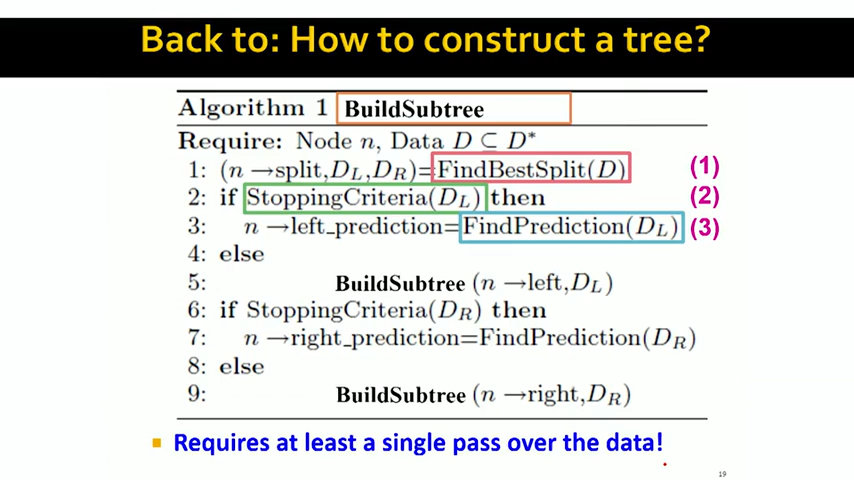 Back to: How to construct a tree?
Algorithm 1 BuildSubtree
Require: Node n, Data D ⊆ D*
1: (n →split,D_L,D_R)=FindBestSplit(D) (1)
2: if StoppingCriteria(D_L) then (2)
3: n →left_prediction=FindPrediction(D_L) (3)
4: else
5: BuildSubtree (n →left,D_L)
6: if StoppingCriteria(D_R) then
7: n →right_prediction=FindPrediction(D_R)
8: else
9: BuildSubtree (n →right,D_R)
Requires at least a single pass over the data!
19